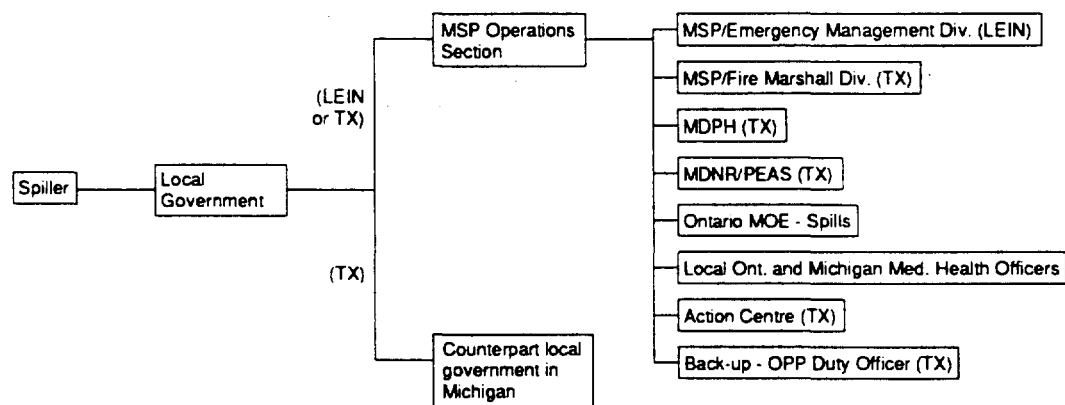 Spiller
Local
Government
(LEIN
or TX)
(TX)
MSP Operations
Section
Counterpart local
government in
Michigan
MSP/Emergency Management Div. (LEIN)
MSP/Fire Marshall Div. (TX)
MDPH (TX)
MDNR/PEAS (TX)
Ontario MOE - Spills
Local Ont. and Michigan Med. Health Officers
Action Centre (TX)
Back-up - OPP Duty Officer (TX)